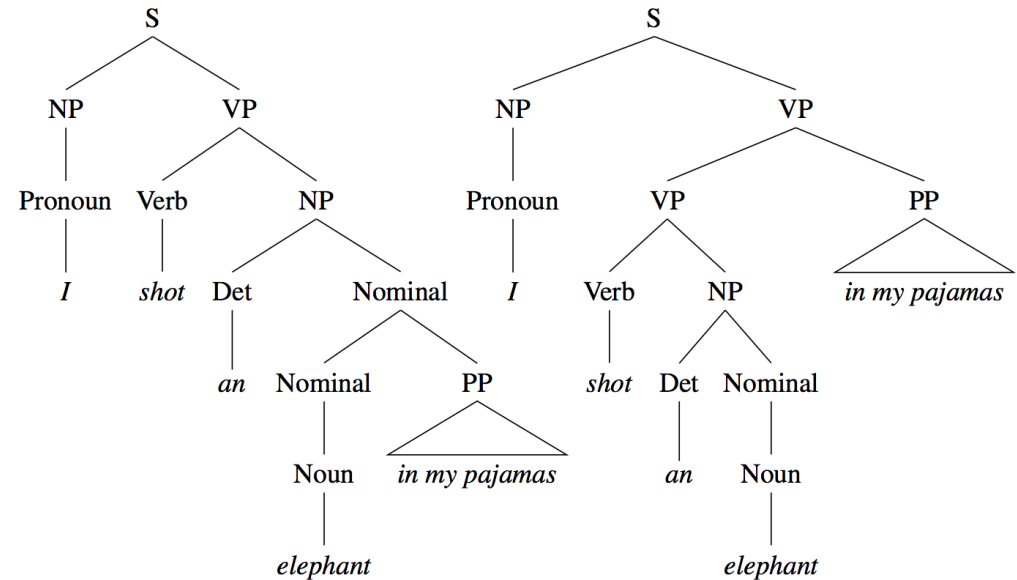 S S
NP VP NP VP
Pronoun Verb NP Pronoun VP PP
I shot Det Nominal I Verb NP in my pajamas
an Nominal PP shot Det Nominal
Noun in my pajamas an Noun
elephant elephant